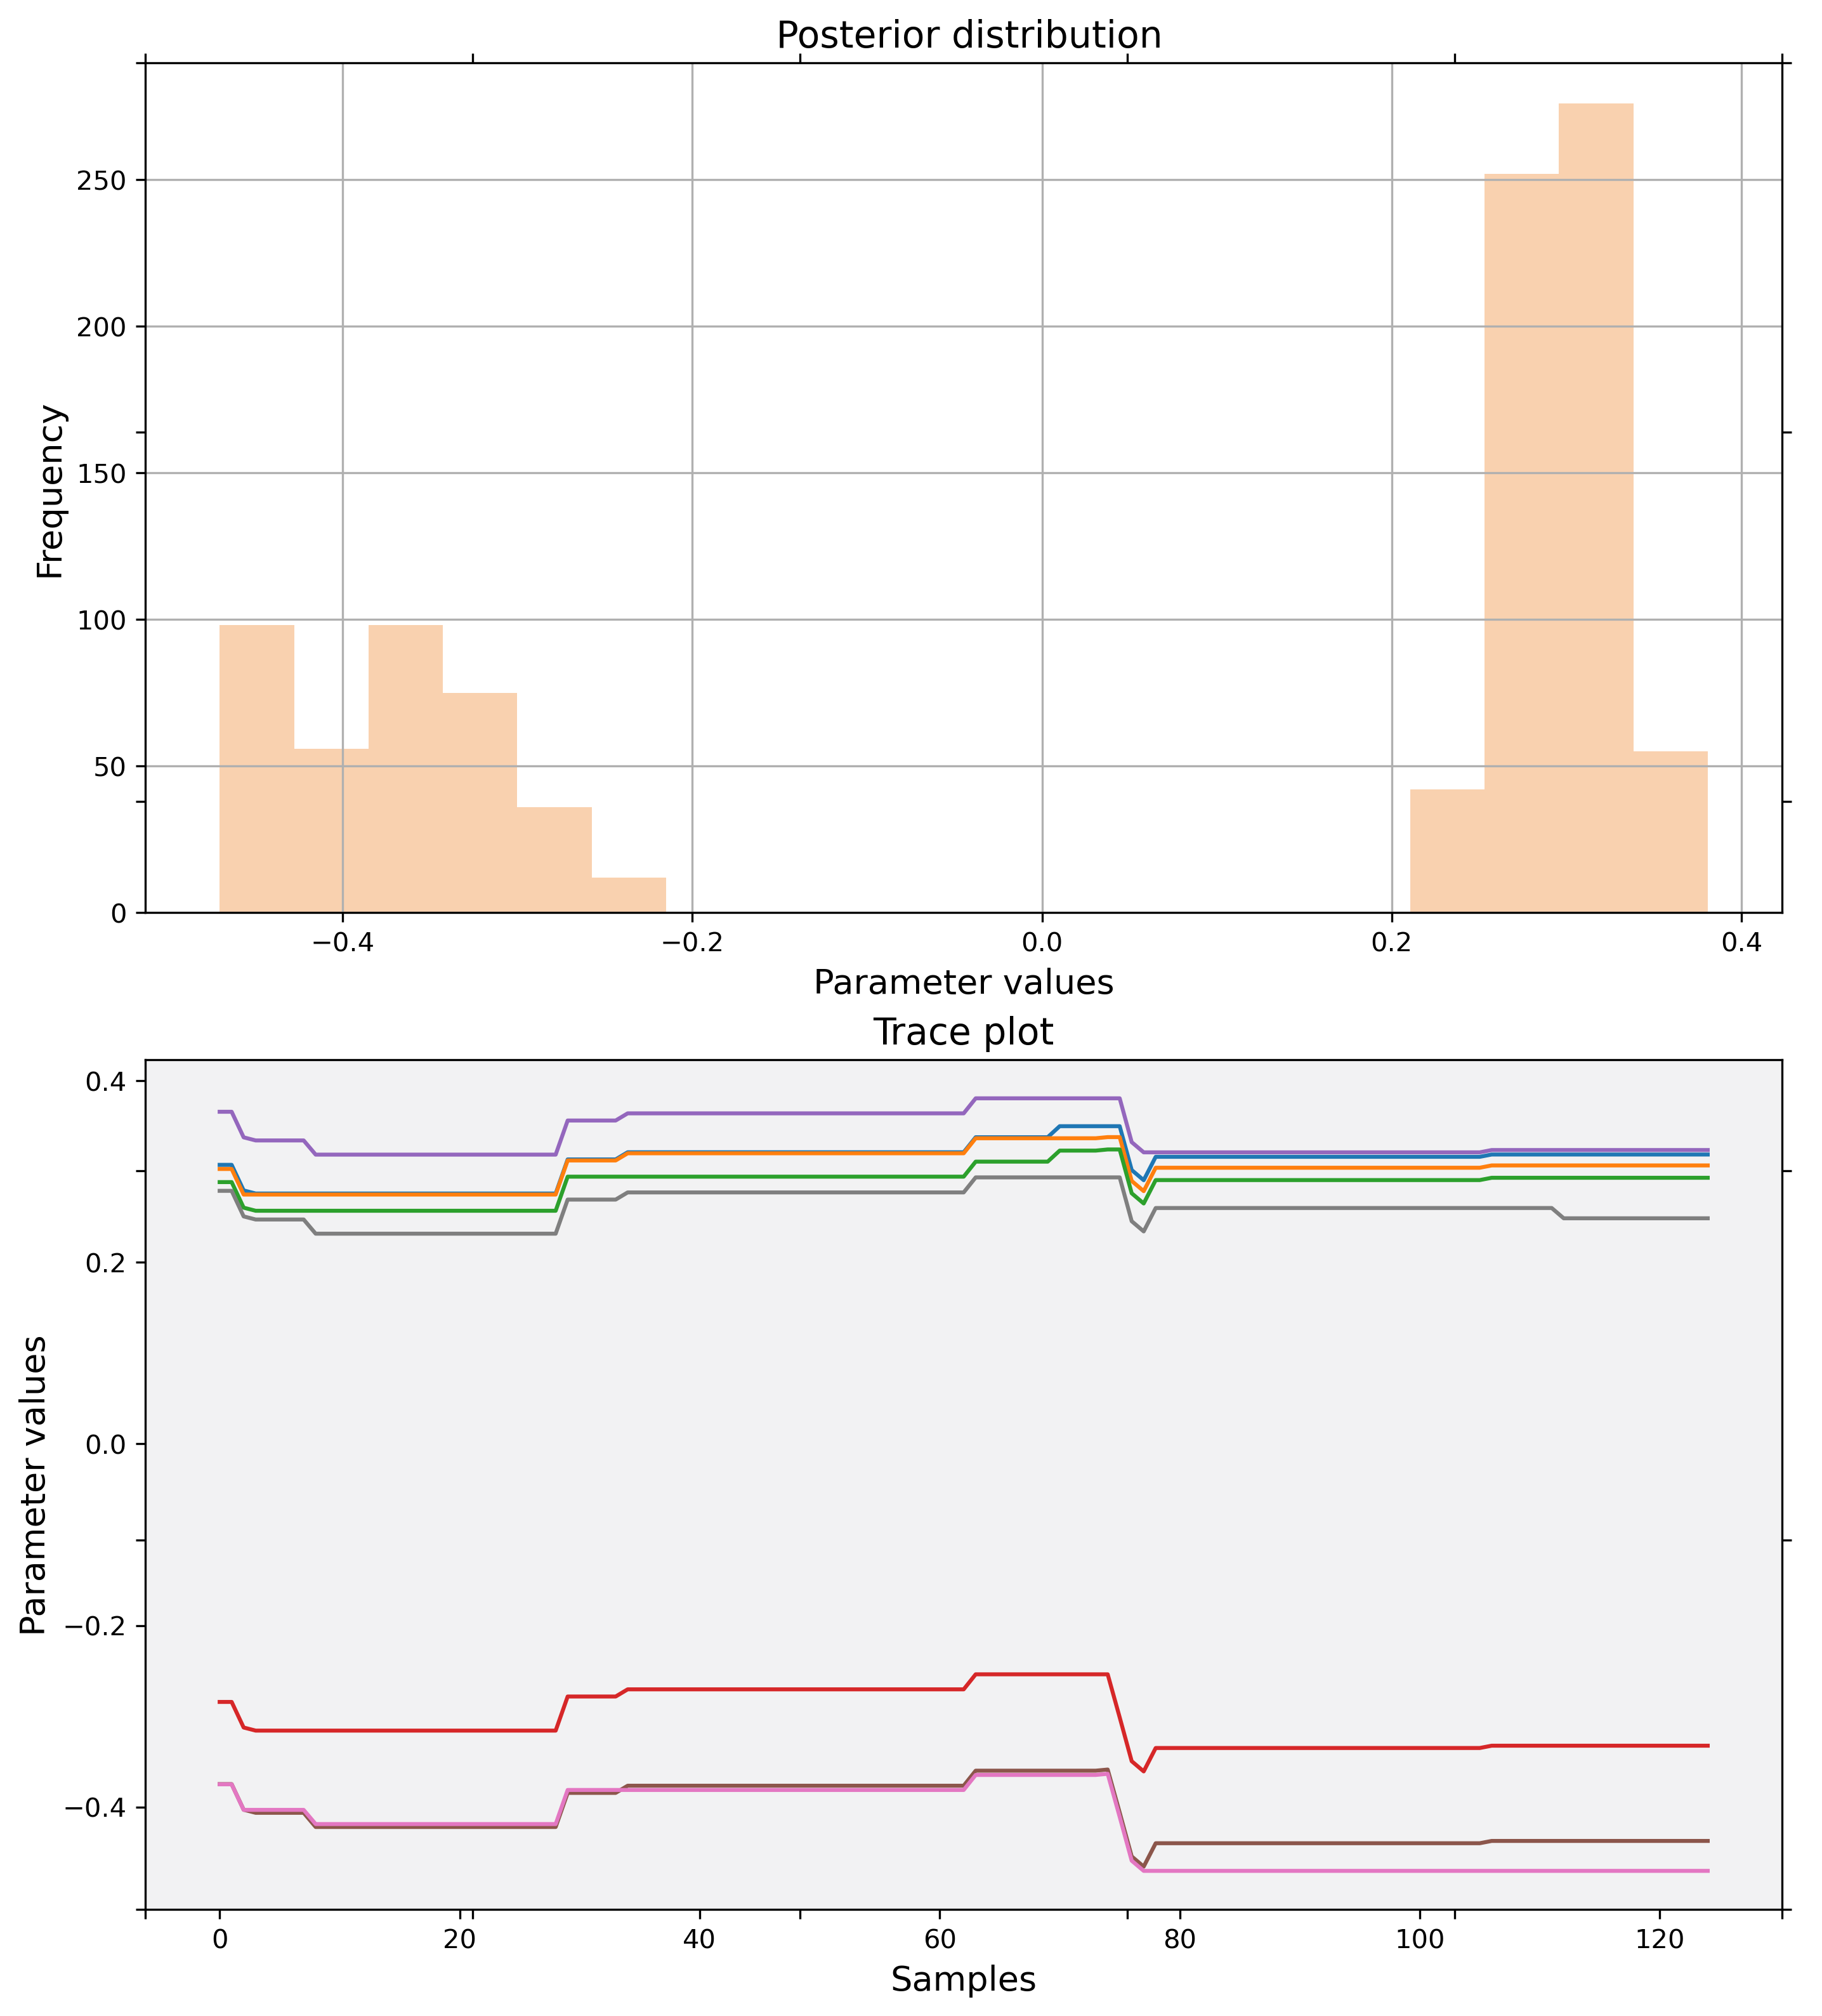 Posterior distribution
Frequency
250
200
150
100
50
0
−0.4 −0.2 0.0 0.2 0.4
Parameter values
Trace plot
Parameter values
0.4
0.2
0.0
−0.2
−0.4
0 20 40 60 80 100 120
Samples